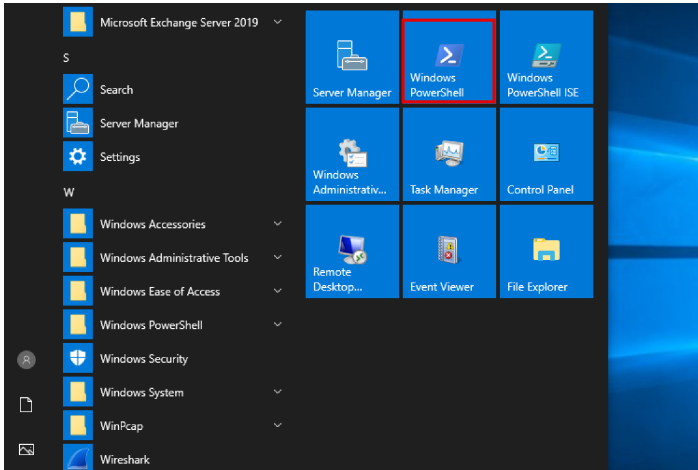 Microsoft Exchange Server 2019
S
Search
Server Manager
Settings
W
Windows Accessories
Windows Administrative Tools
Windows Ease of Access
Windows PowerShell
Windows Security
Windows System
WinPcap
Wireshark
Server Manager
Windows
PowerShell
Windows
PowerShell ISE
Windows
Administrativ...
Task Manager
Control Panel
Remote
Desktop...
Event Viewer
File Explorer